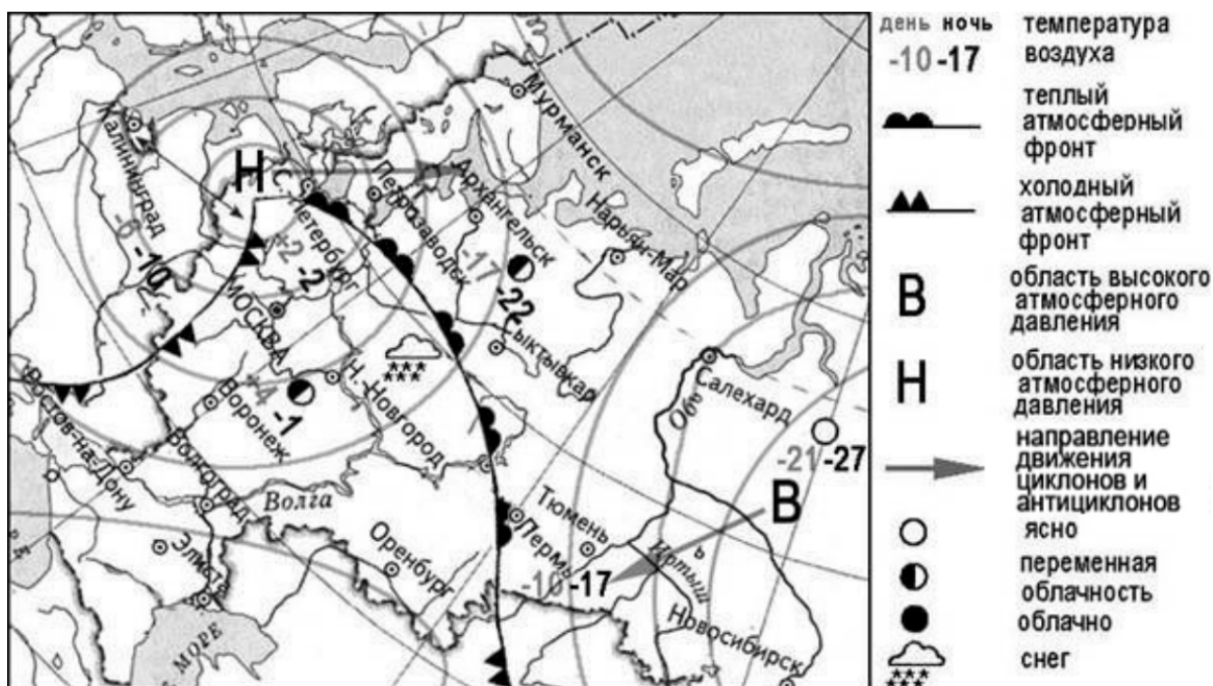 Мурманск
Калининград
Н
С.Петербург
Петрозаводск
Архангельск
Нарьян-Мар
-6 -10
+2 -2
-17 -22
МОСКВА
Сыктывкар
Салехард
Обь
+4 -1
Н. Новгород
Воронеж
Ростов-на-Дону
Волгоград
-21 -27
В
Волга
Тюмень
Пермь
Иртыш
Оренбург
Элиста
-10 -17
Новосибирск
МОРЕ
день ночь
-10 -17
температура
воздуха
теплый
атмосферный
фронт
холодный
атмосферный
фронт
В
область высокого
атмосферного
давления
Н
область низкого
атмосферного
давления
направление
движения
циклонов и
антициклонов
ясно
переменная
облачность
облачно
снег